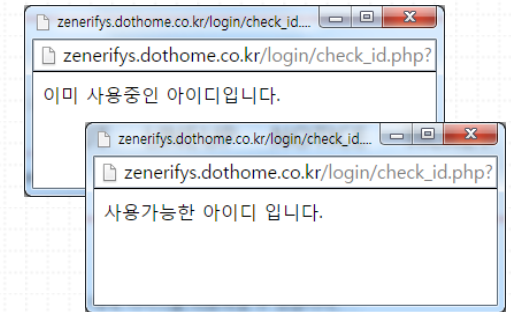 zenerifys.dothome.co.kr/login/check_id....
zenerifys.dothome.co.kr/login/check_id.php?
이미 사용중인 아이디입니다.
zenerifys.dothome.co.kr/login/check_id....
zenerifys.dothome.co.kr/login/check_id.php?
사용가능한 아이디 입니다.